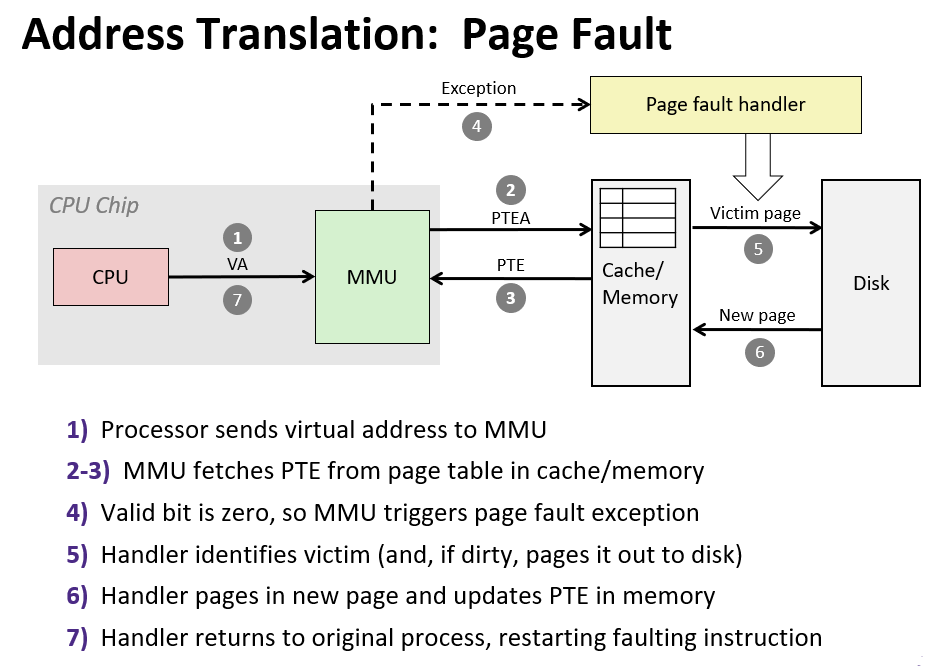 Address Translation:  Page Fault
Exception
4
Page fault handler
CPU Chip
2
PTEA
Victim page
5
1
VA
7
CPU
MMU
PTE
3
Cache/
Memory
Disk
New page
6
1)  Processor sends virtual address to MMU
2-3)  MMU fetches PTE from page table in cache/memory
4)  Valid bit is zero, so MMU triggers page fault exception
5)  Handler identifies victim (and, if dirty, pages it out to disk)
6)  Handler pages in new page and updates PTE in memory
7)  Handler returns to original process, restarting faulting instruction